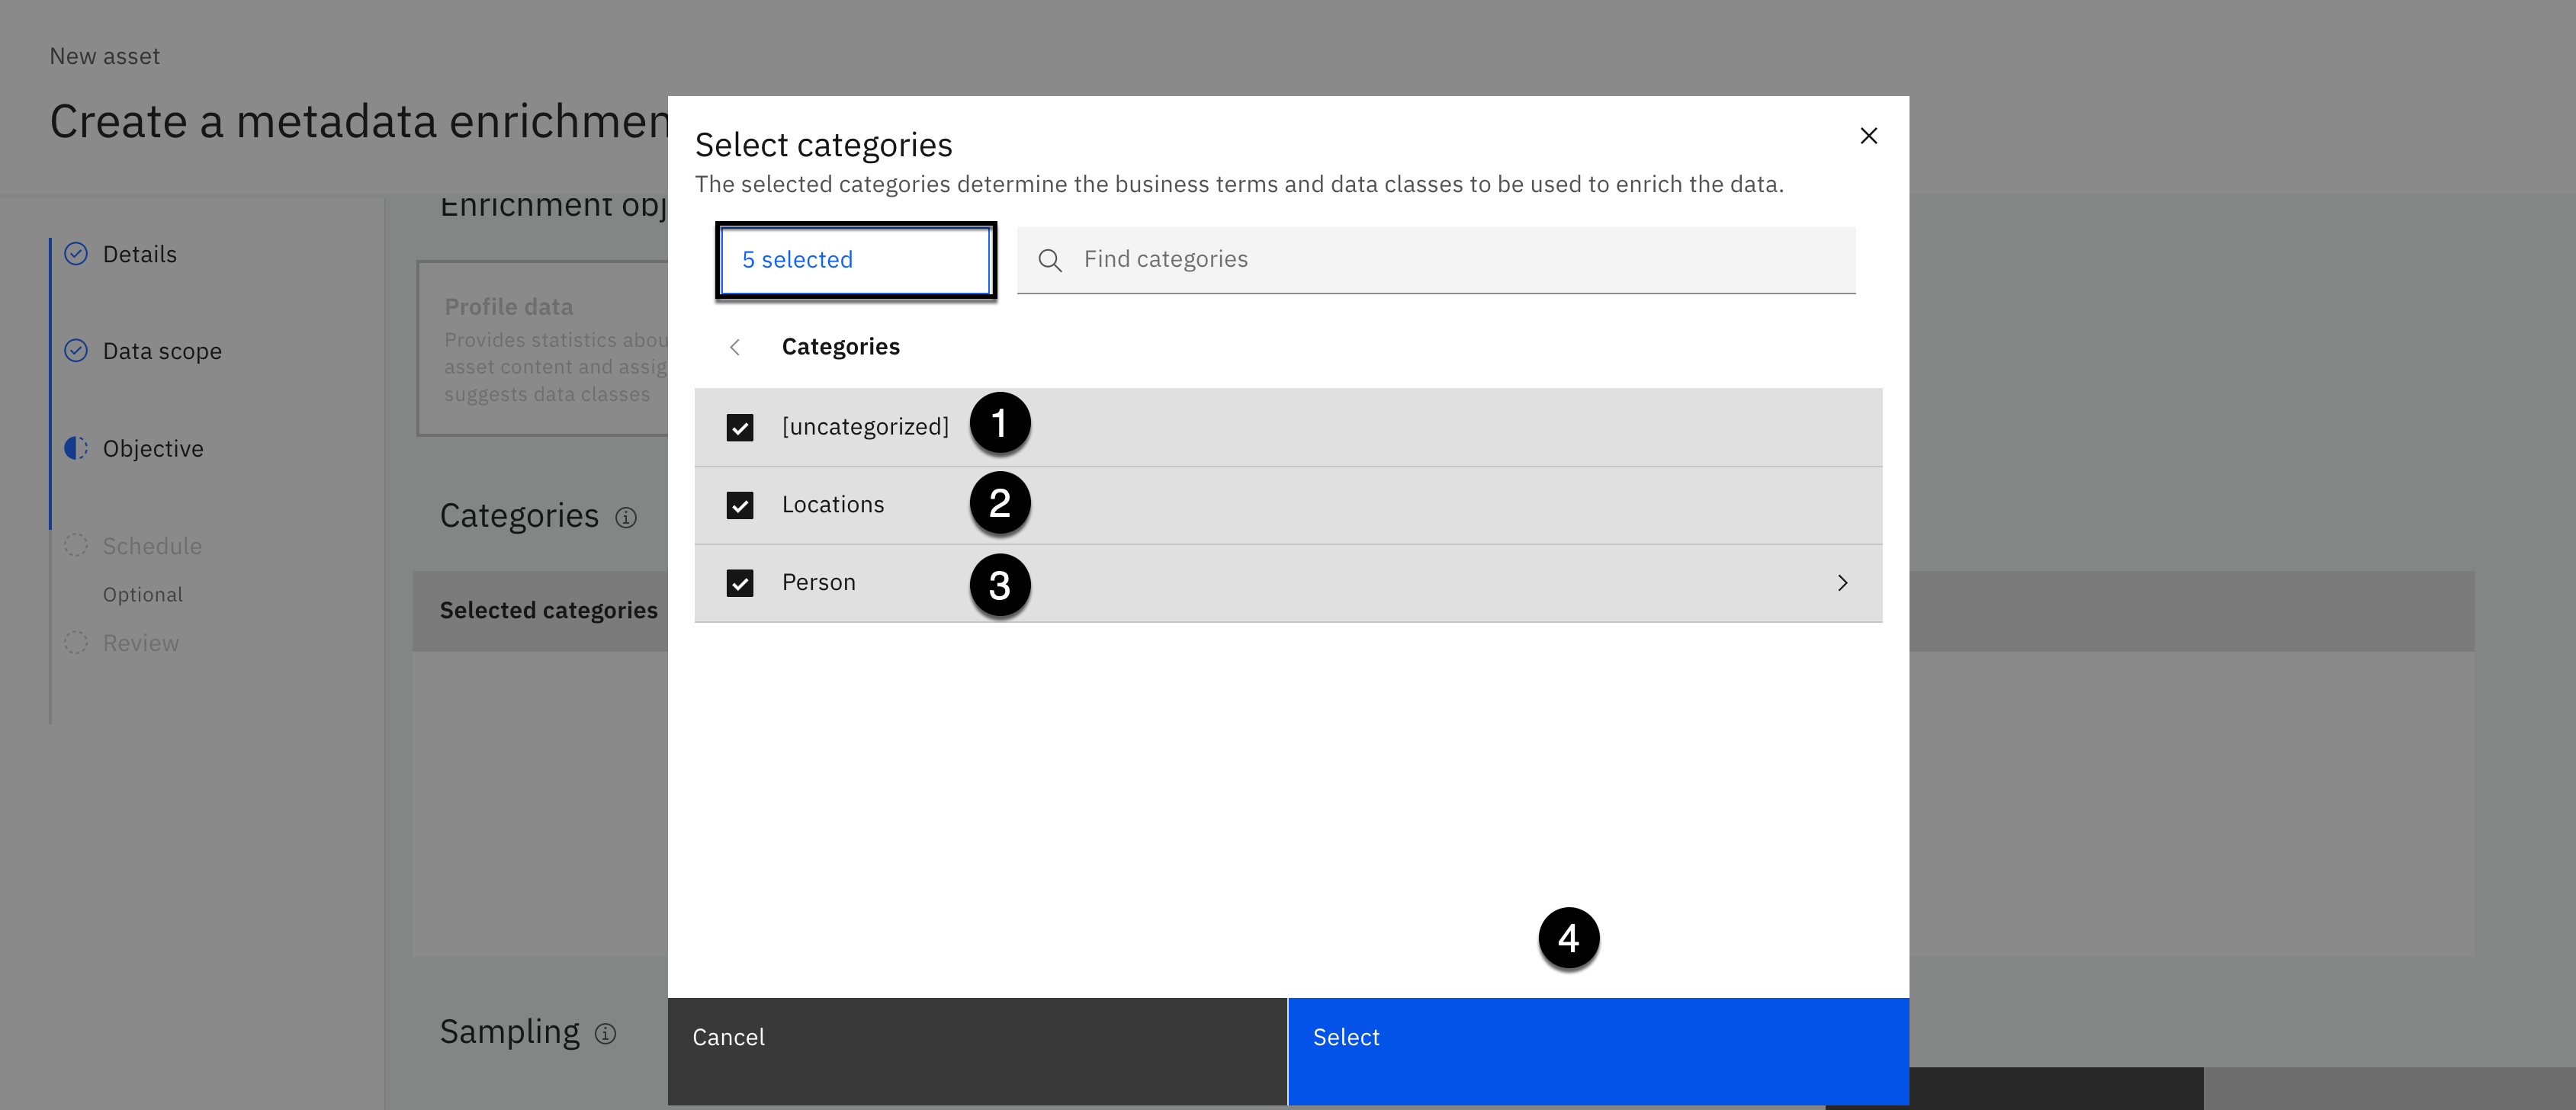 New asset
Create a metadata enrichmen
Details
Data scope
Objective
Schedule
Optional
Review
Enrichment obj
Profile data
Provides statistics abou
asset content and assig
suggests data classes
Categories
Selected categories
Sampling
Select categories
The selected categories determine the business terms and data classes to be used to enrich the data.
5 selected
Find categories
Categories
[uncategorized] 1
Locations 2
Person 3
4
Cancel
Select